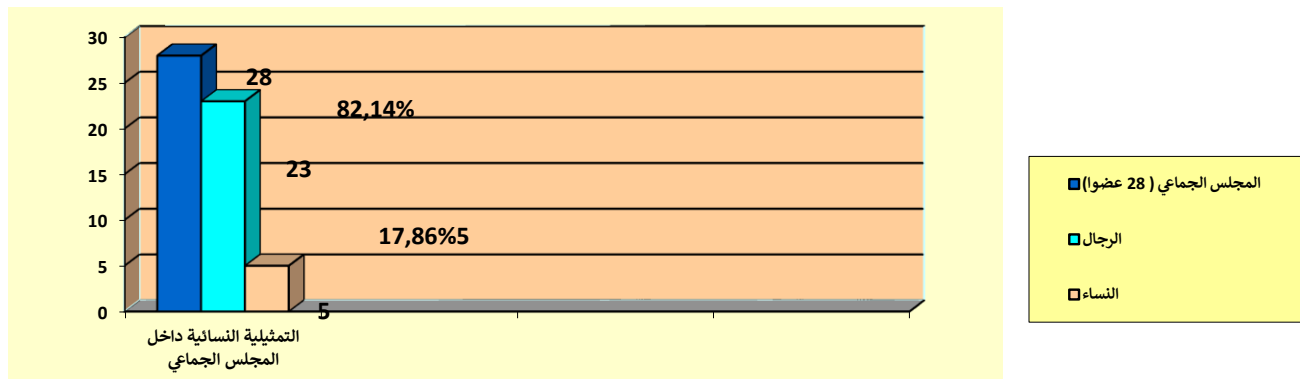 30
25
20
15
10
5
0
28
82,14%
23
17,86%5
5
التمثيلية النسائية داخل
المجلس الجماعي
المجلس الجماعي ( 28 عضوا)
الرجال
النساء